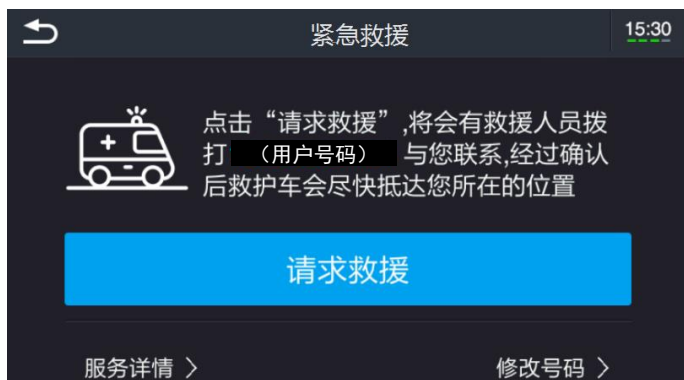 紧急救援
15:30
点击“请求救援”,将会有救援人员拨
打 （用户号码） 与您联系,经过确认
后救护车会尽快抵达您所在的位置
请求救援
服务详情
修改号码